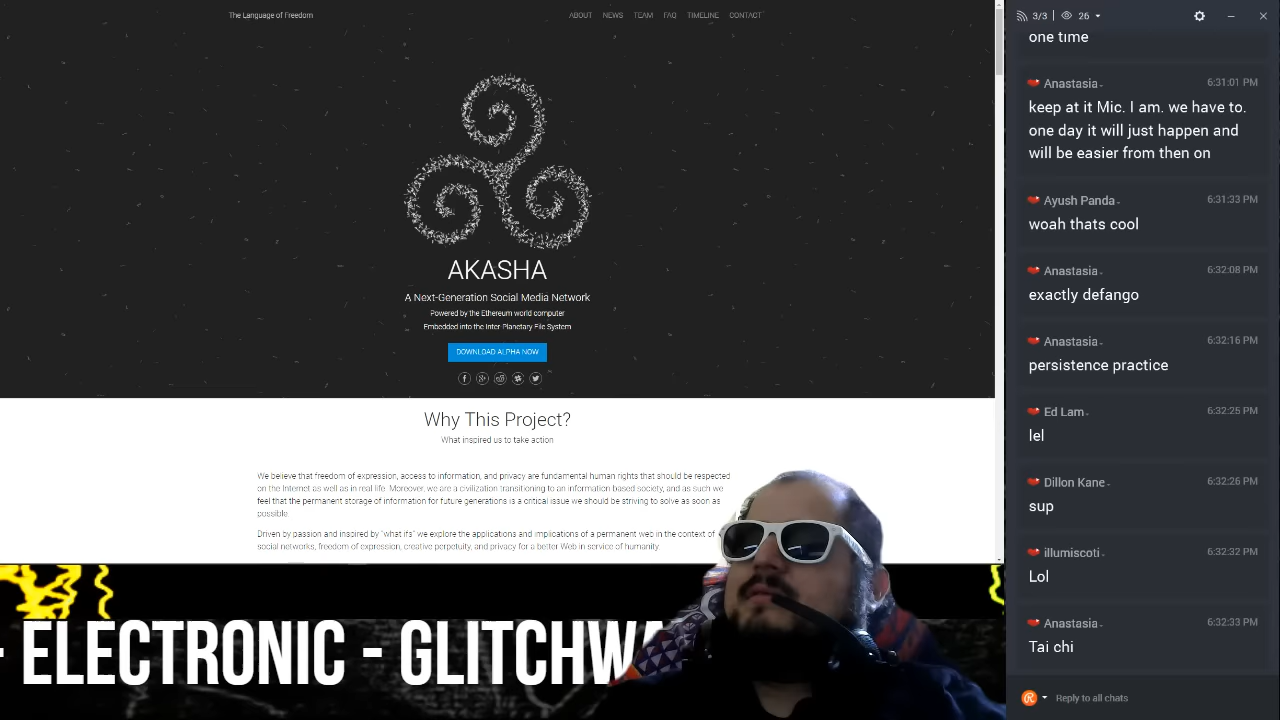 The Language of Freedom
ABOUT NEWS TEAM FAQ TIMELINE CONTACT
AKASHA
A Next-Generation Social Media Network
Powered by the Ethereum world computer
Embedded into the Inter-Planetary File System
DOWNLOAD ALPHA NOW
Why This Project?
What inspired us to take action
We believe that freedom of expression, access to information, and privacy are fundamental human rights that should be respected
on the Internet as well as in real life. Moreover, we are a civilization transitioning to an information based society, and as such we
feel that the permanent storage of information for future generations is a critical issue we should be striving to solve as soon as
possible.
Driven by passion and inspired by "what ifs" we explore the applications and implications of a permanent web in the context of
social networks, freedom of expression, creative perpetuity, and privacy for a better Web in service of humanity.
- ELECTRONIC - GLITCHWA
3/3 26
one time
Anastasia 6:31:01 PM
keep at it Mic. I am. we have to.
one day it will just happen and
will be easier from then on
Ayush Panda 6:31:33 PM
woah thats cool
Anastasia 6:32:08 PM
exactly defango
Anastasia 6:32:16 PM
persistence practice
Ed Lam 6:32:25 PM
lel
Dillon Kane 6:32:26 PM
sup
illumiscoti 6:32:32 PM
Lol
Anastasia 6:32:33 PM
Tai chi
Reply to all chats